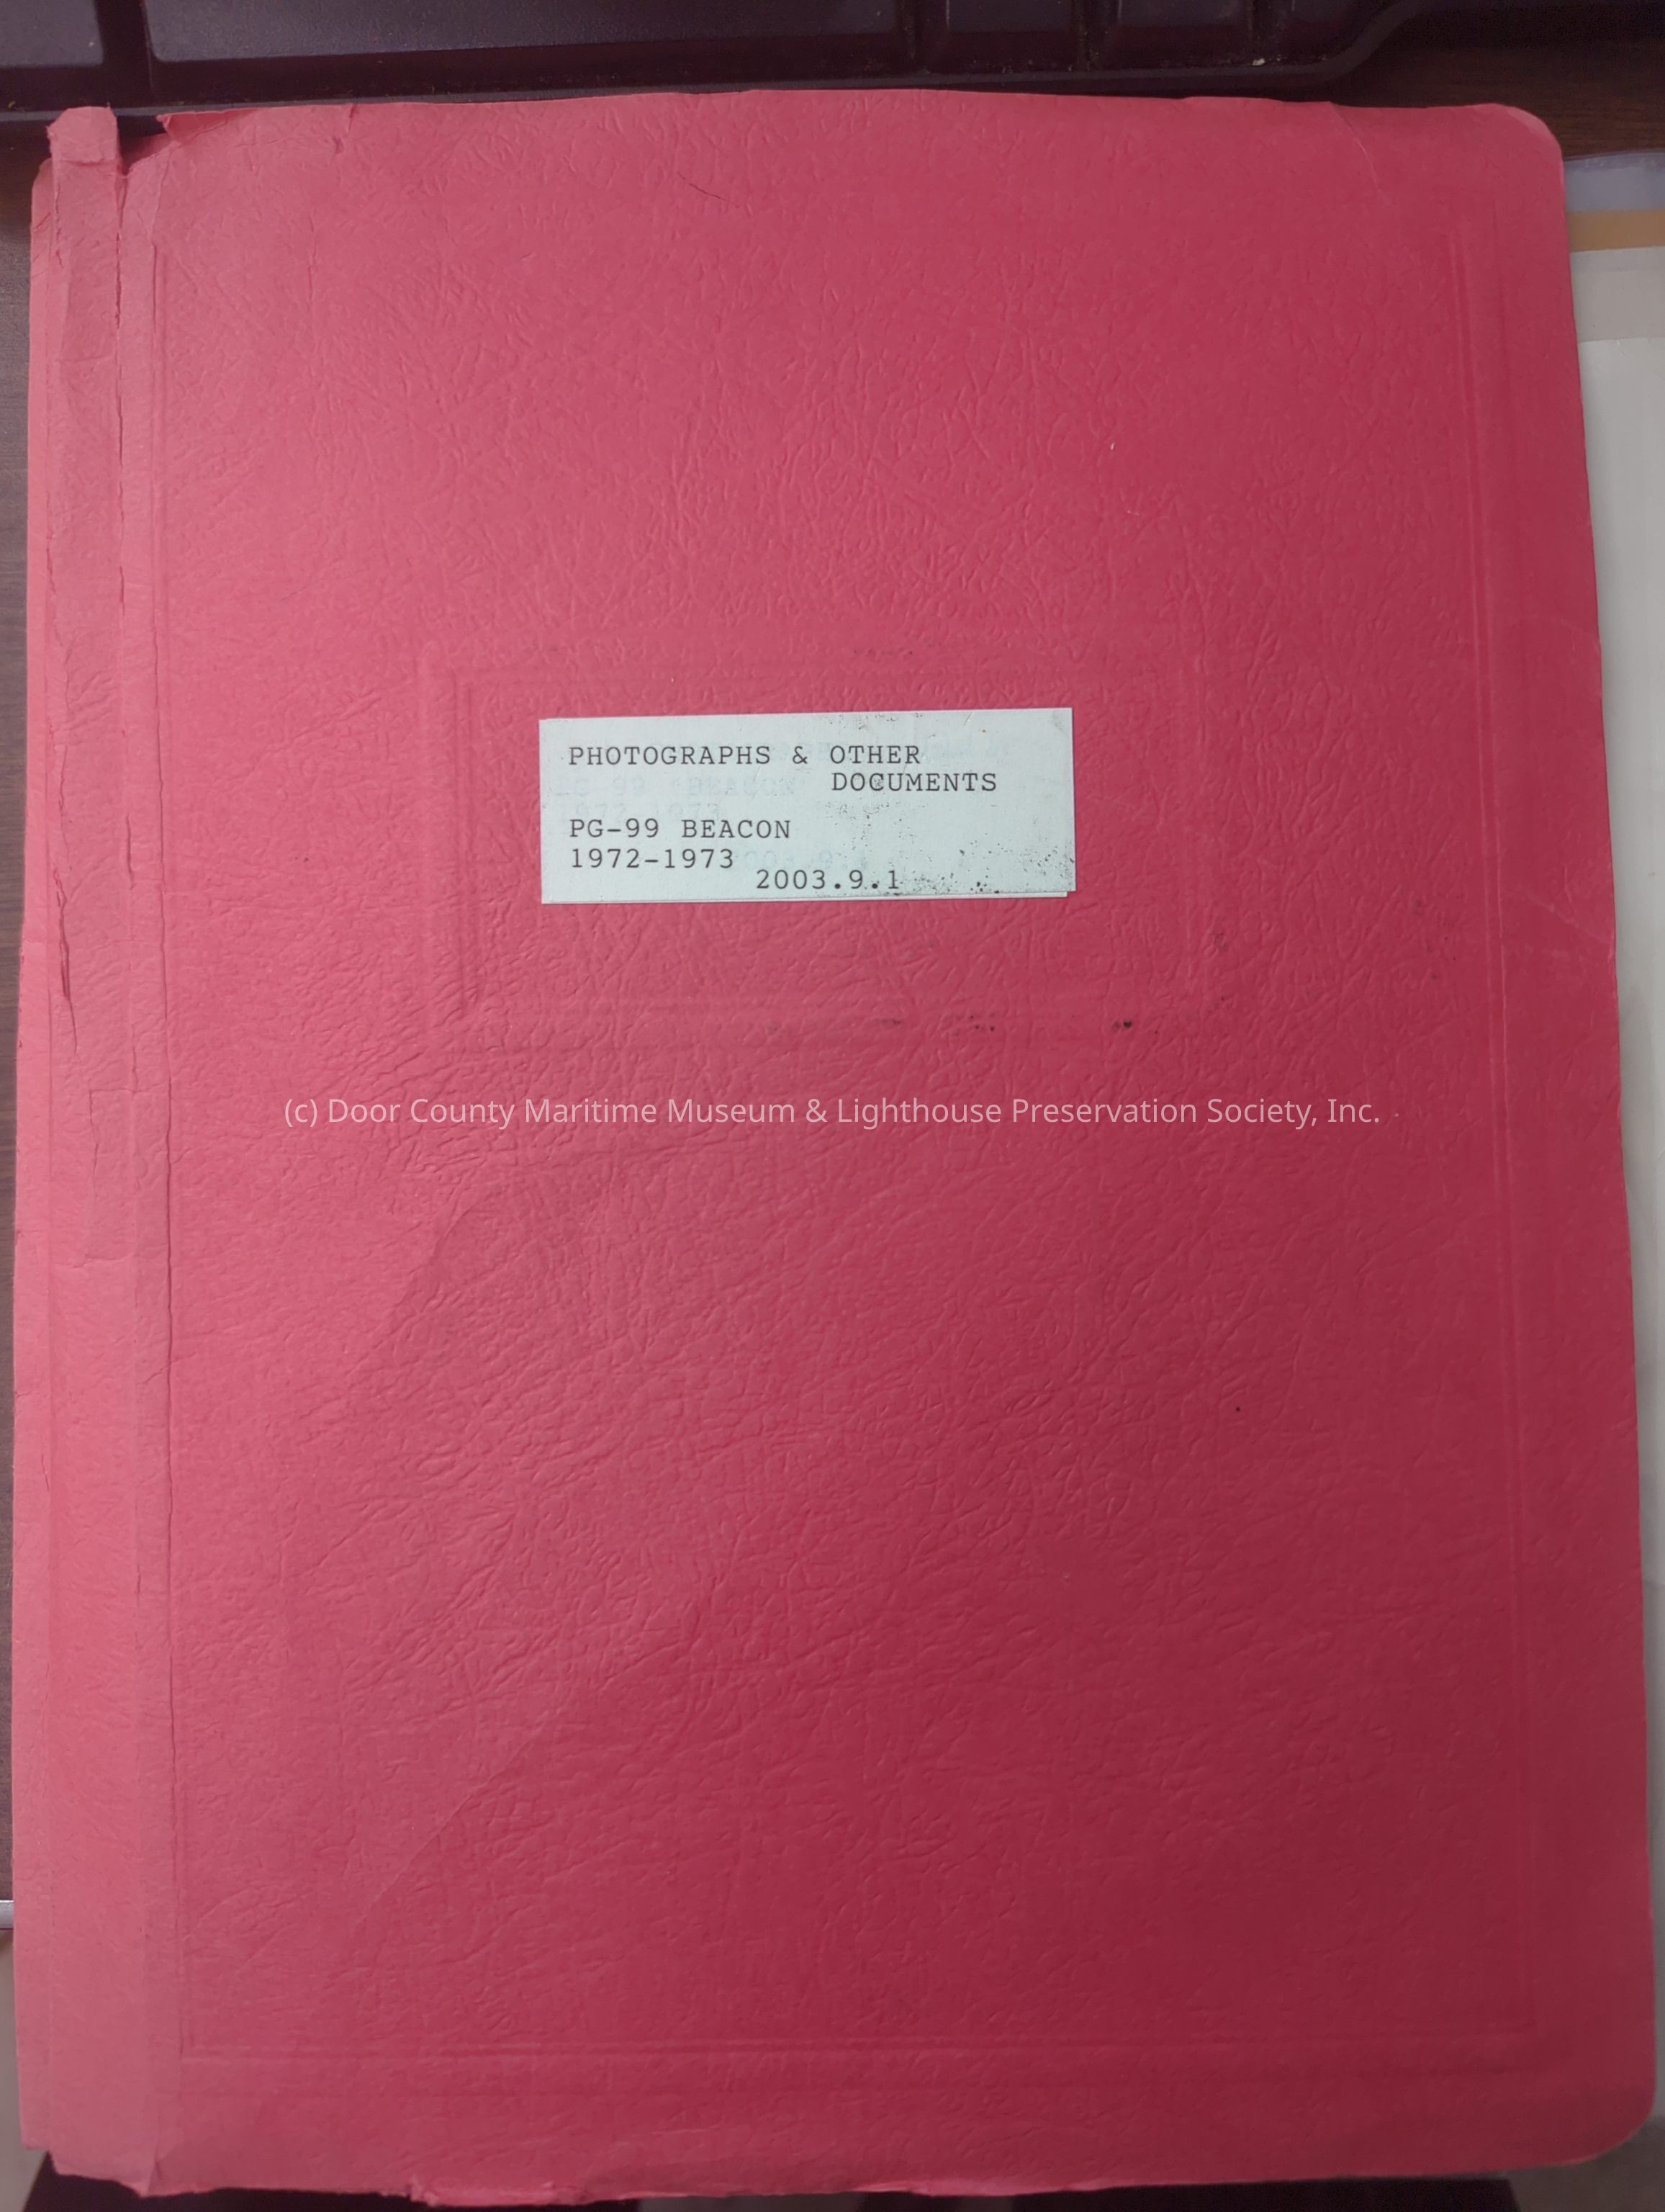 PHOTOGRAPHS & OTHER
DOCUMENTS
PG-99 BEACON
1972-1973
2003.9.1
(c) Door County Maritime Museum & Lighthouse Preservation Society, Inc.